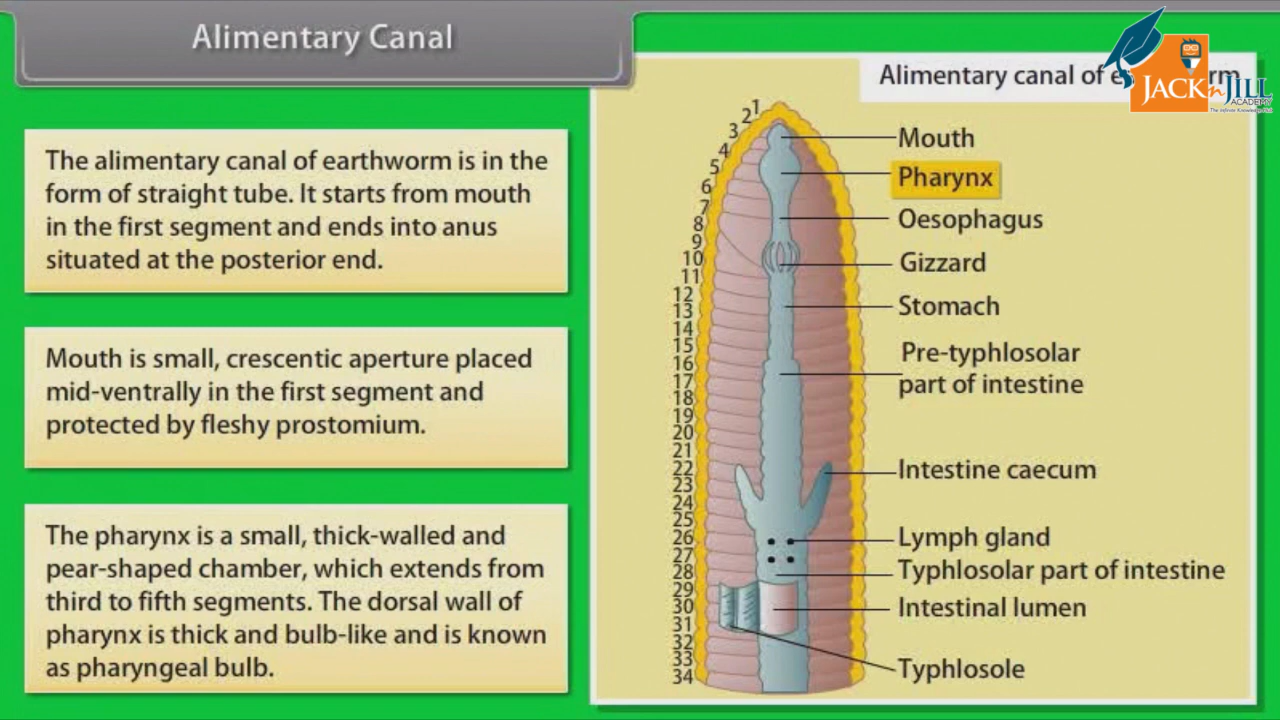 Alimentary Canal
The alimentary canal of earthworm is in the
form of straight tube. It starts from mouth
in the first segment and ends into anus
situated at the posterior end.
Mouth is small, crescentic aperture placed
mid-ventrally in the first segment and
protected by fleshy prostomium.
The pharynx is a small, thick-walled and
pear-shaped chamber, which extends from
third to fifth segments. The dorsal wall of
pharynx is thick and bulb-like and is known
as pharyngeal bulb.
Alimentary canal of
JACK n JILL
ACADEMY
1
2
3
4
5
6
7
8
9
10
11
12
13
14
15
16
17
18
19
20
21
22
23
24
25
26
27
28
29
30
31
32
33
34
Mouth
Pharynx
Oesophagus
Gizzard
Stomach
Pre-typhlosolar
part of intestine
Intestine caecum
Lymph gland
Typhlosolar part of intestine
Intestinal lumen
Typhlosole